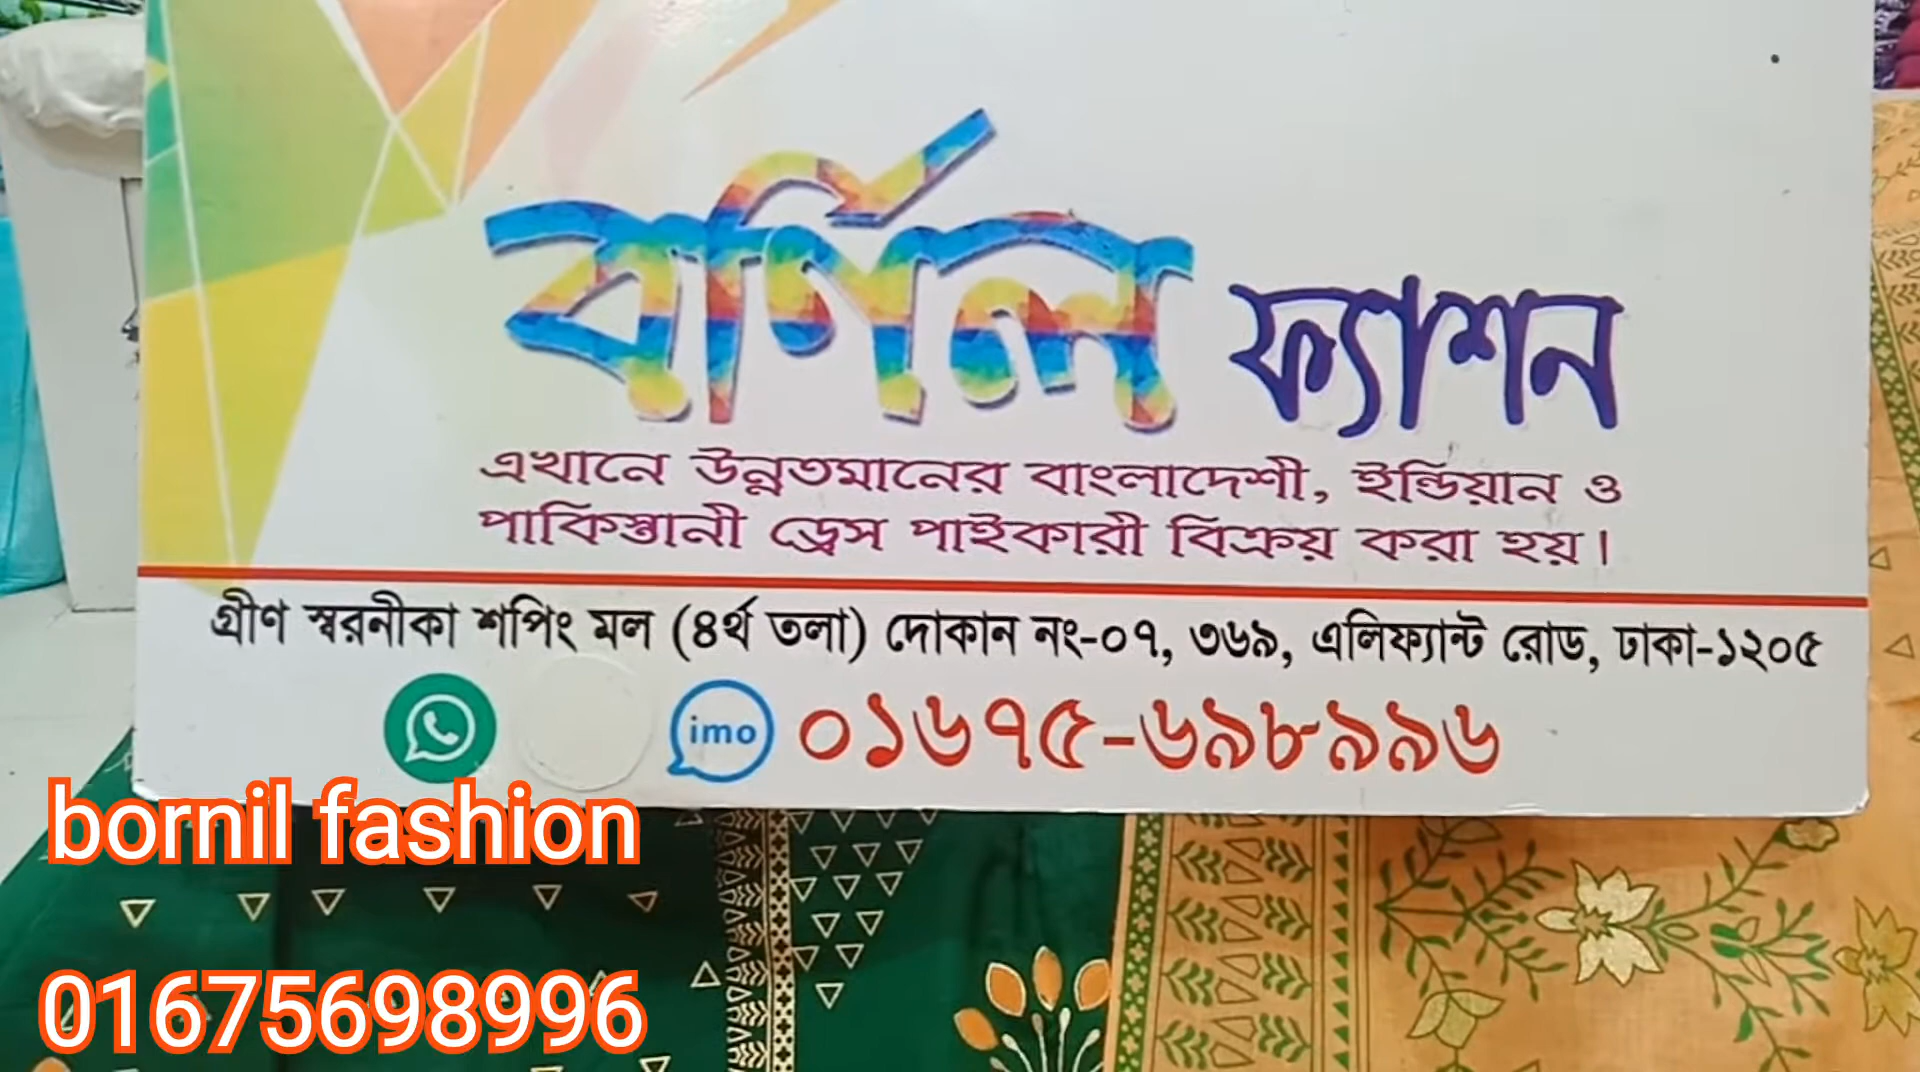 বর্ণিল ফ্যাশন
এখানে উন্নতমানের বাংলাদেশী, ইন্ডিয়ান ও
পাকিস্তানী ড্রেস পাইকারী বিক্রয় করা হয়।
গ্রীণ স্বরনীকা শপিং মল (৪র্থ তলা) দোকান নং-০৭, ৩৬৯, এলিফ্যান্ট রোড, ঢাকা-১২০৫
imo ০১৬৭৫-৬৯৮৯৯৬
bornil fashion
01675698996